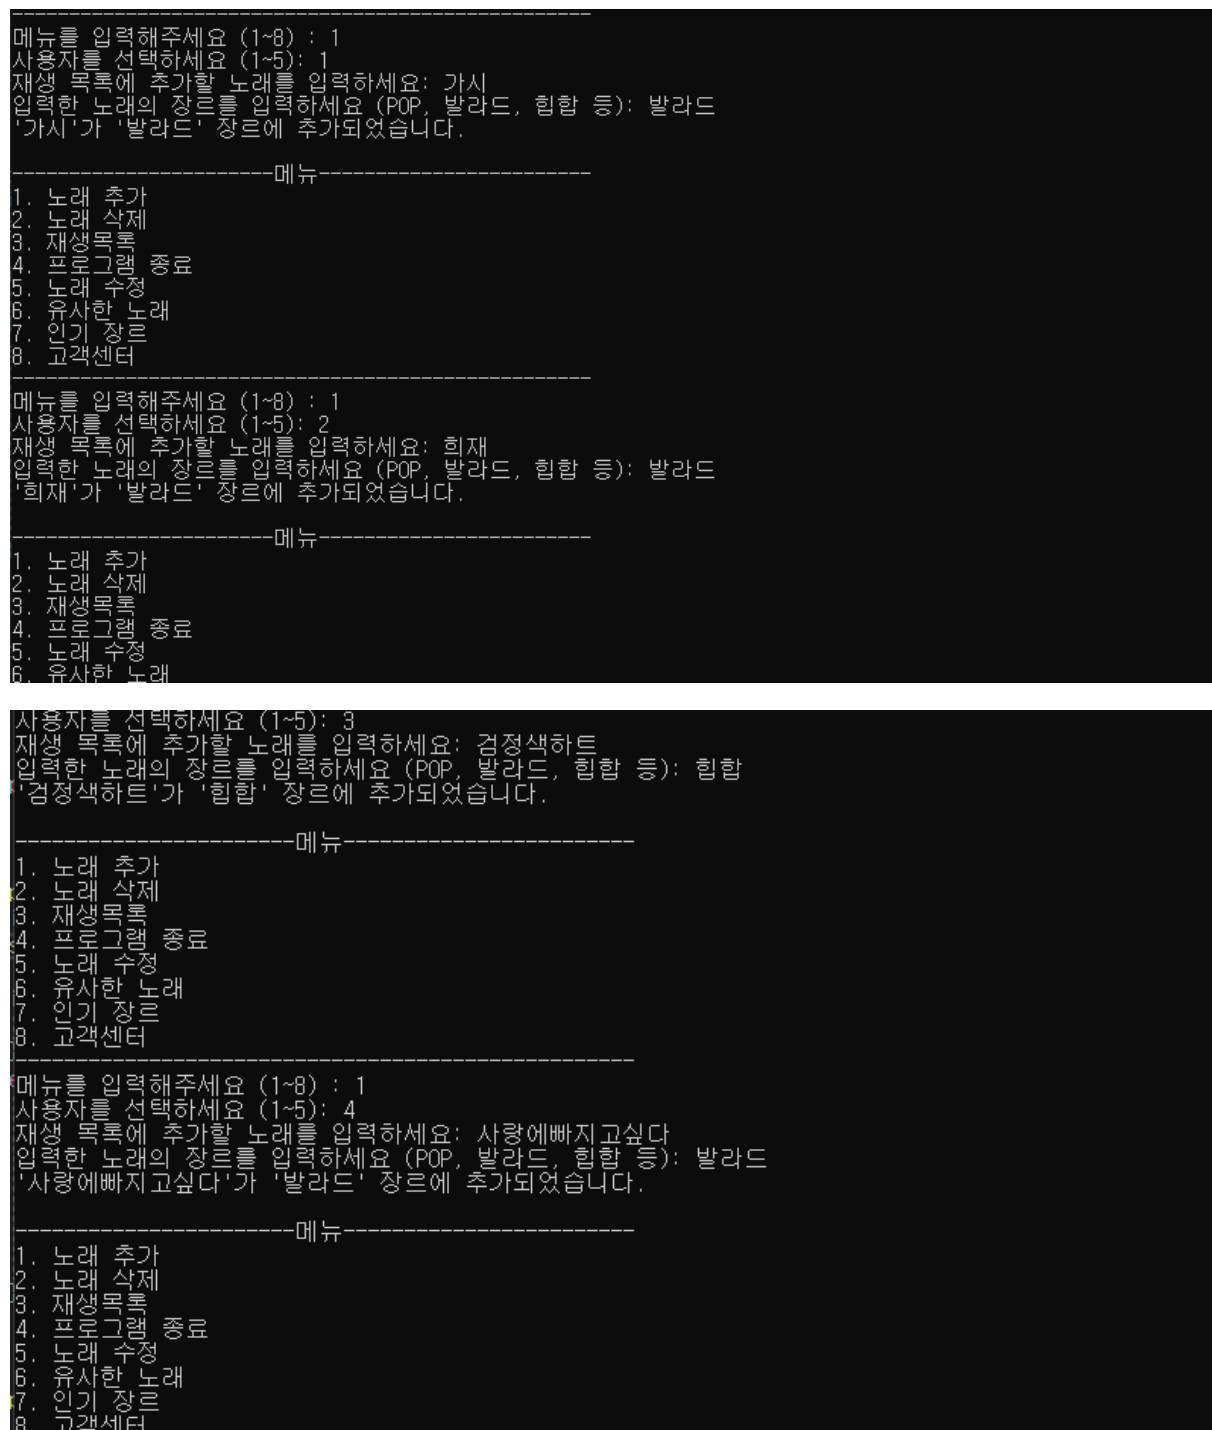 --------------------------------------------------
메뉴를 입력해주세요 (1~8) : 1
사용자를 선택하세요 (1~5): 1
재생 목록에 추가할 노래를 입력하세요: 가시
입력한 노래의 장르를 입력하세요 (POP, 발라드, 힙합 등): 발라드
'가시'가 '발라드' 장르에 추가되었습니다.
-----------------------메뉴------------------------
1. 노래 추가
2. 노래 삭제
3. 재생목록
4. 프로그램 종료
5. 노래 수정
6. 유사한 노래
7. 인기 장르
8. 고객센터
---------------------------------------------------
메뉴를 입력해주세요 (1~8) : 1
사용자를 선택하세요 (1~5): 2
재생 목록에 추가할 노래를 입력하세요: 희재
입력한 노래의 장르를 입력하세요 (POP, 발라드, 힙합 등): 발라드
'희재'가 '발라드' 장르에 추가되었습니다.
-----------------------메뉴------------------------
1. 노래 추가
2. 노래 삭제
3. 재생목록
4. 프로그램 종료
5. 노래 수정
6. 유사한 노래
사용자를 선택하세요 (1~5): 3
재생 목록에 추가할 노래를 입력하세요: 검정색하트
입력한 노래의 장르를 입력하세요 (POP, 발라드, 힙합 등): 힙합
'검정색하트'가 '힙합' 장르에 추가되었습니다.
-----------------------메뉴------------------------
1. 노래 추가
2. 노래 삭제
3. 재생목록
4. 프로그램 종료
5. 노래 수정
6. 유사한 노래
7. 인기 장르
8. 고객센터
---------------------------------------------------
메뉴를 입력해주세요 (1~8) : 1
사용자를 선택하세요 (1~5): 4
재생 목록에 추가할 노래를 입력하세요: 사랑에빠지고싶다
입력한 노래의 장르를 입력하세요 (POP, 발라드, 힙합 등): 발라드
'사랑에빠지고싶다'가 '발라드' 장르에 추가되었습니다.
-----------------------메뉴------------------------
1. 노래 추가
2. 노래 삭제
3. 재생목록
4. 프로그램 종료
5. 노래 수정
6. 유사한 노래
7. 인기 장르
8. 고객센터